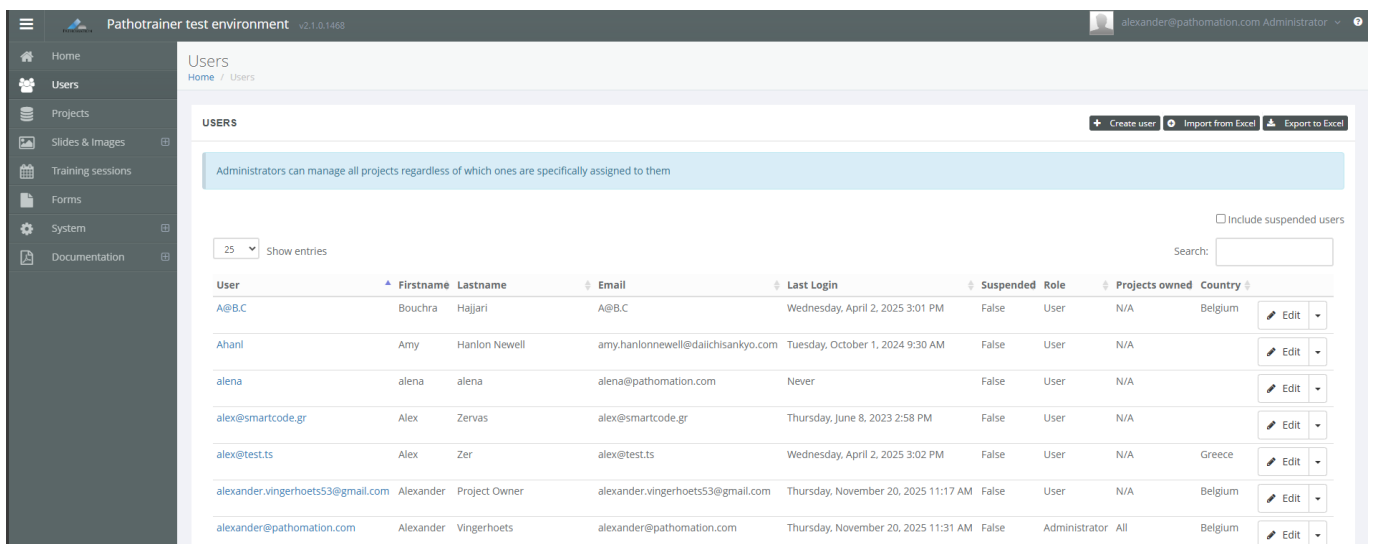 Pathotrainer test environment v2.1.0.1468
alexander@pathomation.com Administrator
Home
Users
Projects
Slides & Images
Training sessions
Forms
System
Documentation
Users
Home / Users
USERS
Create user Import from Excel Export to Excel
Administrators can manage all projects regardless of which ones are specifically assigned to them
Include suspended users
25 Show entries
Search:
User Firstname Lastname Email Last Login Suspended Role Projects owned Country
A@B.C Bouchra Hajjari A@B.C Wednesday, April 2, 2025 3:01 PM False User N/A Belgium Edit
Ahanl Amy Hanlon Newell amy.hanlonnewell@daiichisankyo.com Tuesday, October 1, 2024 9:30 AM False User N/A Edit
alena alena alena alena@pathomation.com Never False User N/A Edit
alex@smartcode.gr Alex Zervas alex@smartcode.gr Thursday, June 8, 2023 2:58 PM False User N/A Edit
alex@test.ts Alex Zer alex@test.ts Wednesday, April 2, 2025 3:02 PM False User N/A Greece Edit
alexander.vingerhoets53@gmail.com Alexander Project Owner alexander.vingerhoets53@gmail.com Thursday, November 20, 2025 11:17 AM False User N/A Belgium Edit
alexander@pathomation.com Alexander Vingerhoets alexander@pathomation.com Thursday, November 20, 2025 11:31 AM False Administrator All Belgium Edit